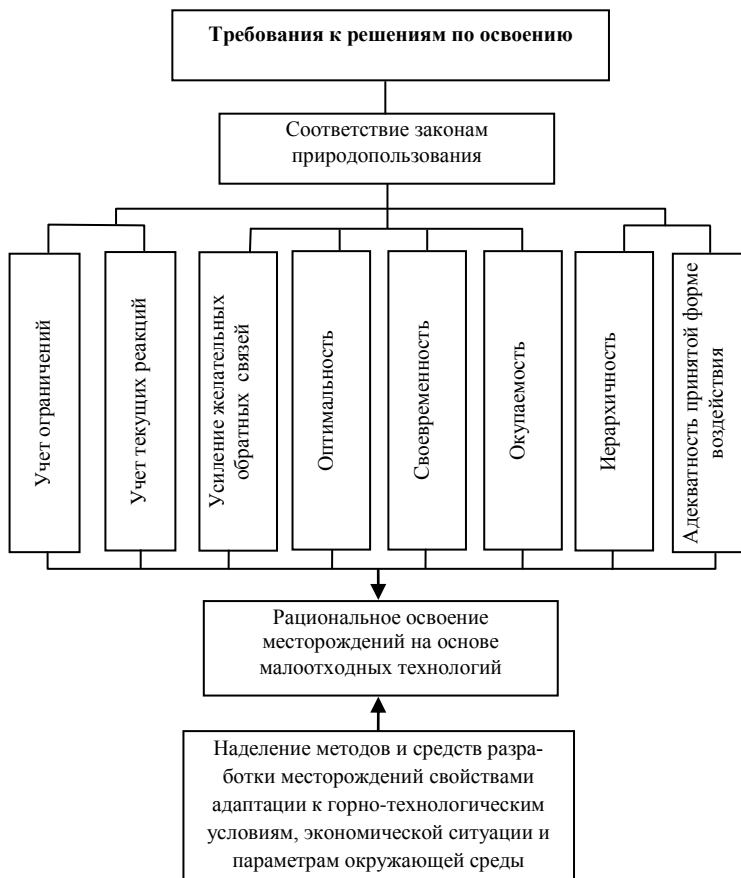 Требования к решениям по освоению
Соответствие законам
природопользования
Учет ограничений
Учет текущих реакций
Усиление желательных
обратных связей
Оптимальность
Своевременность
Окупаемость
Иерархичность
Адекватность принятой форме
воздействия
Рациональное освоение
месторождений на основе
малоотходных технологий
Наделение методов и средств разра-
ботки месторождений свойствами
адаптации к горно-технологическим
условиям, экономической ситуации и
параметрам окружающей среды